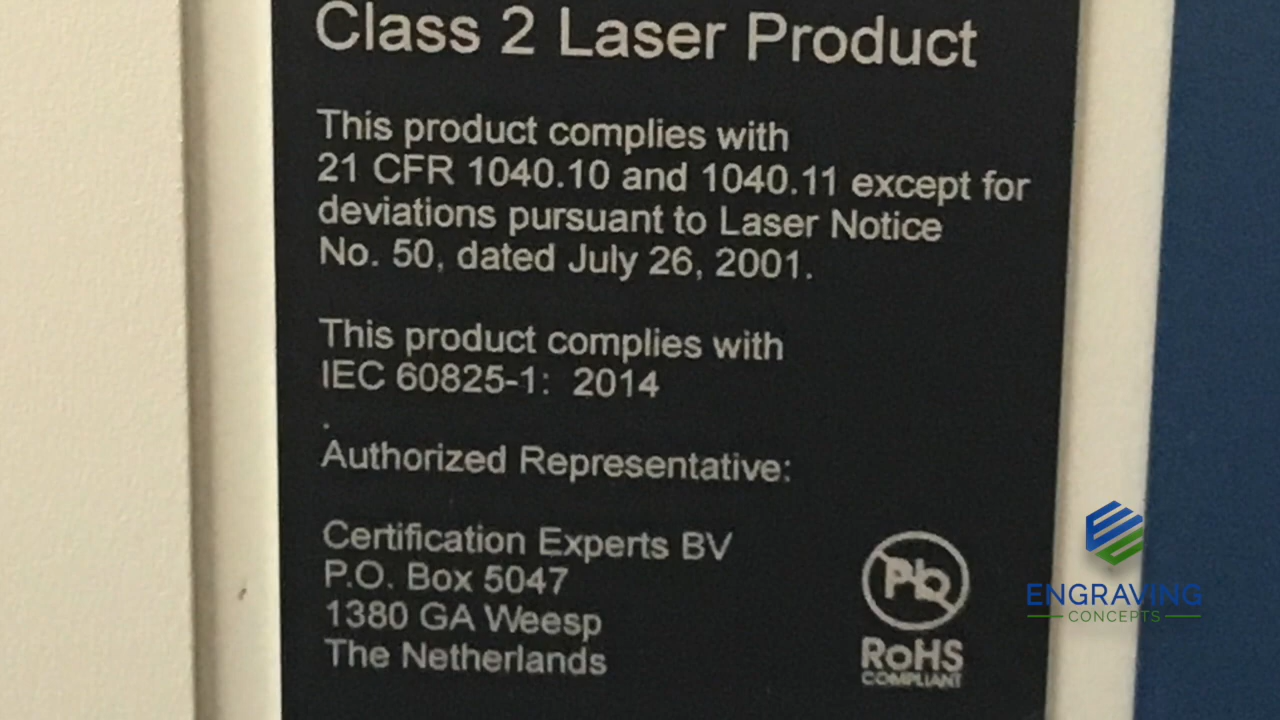 Class 2 Laser Product
This product complies with
21 CFR 1040.10 and 1040.11 except for
deviations pursuant to Laser Notice
No. 50, dated July 26, 2001.
This product complies with
IEC 60825-1: 2014
.
Authorized Representative:
Certification Experts BV
P.O. Box 5047
1380 GA Weesp
The Netherlands
Pb
RoHS
COMPLIANT
ENGRAVING
CONCEPTS